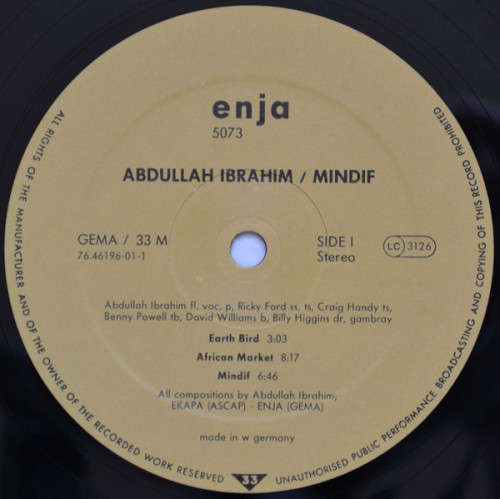 enja
5073
ABDULLAH IBRAHIM / MINDIF
GEMA / 33 M
76.46196-01-1
SIDE I
Stereo
LC 3126
Abdullah Ibrahim fl, voc, p, Ricky Ford ss, ts, Craig Handy ts,
Benny Powell tb, David Williams b, Billy Higgins dr, gambray
Earth Bird 3:03
African Market 8:17
Mindif 6:46
All compositions by Abdullah Ibrahim,
EKAPA (ASCAP) - ENJA (GEMA)
made in w germany
ALL RIGHTS OF THE MANUFACTURER AND OF THE OWNER OF THE RECORDED WORK RESERVED
33
UNAUTHORISED PUBLIC PERFORMANCE BROADCASTING AND COPYING OF THIS RECORD PROHIBITED